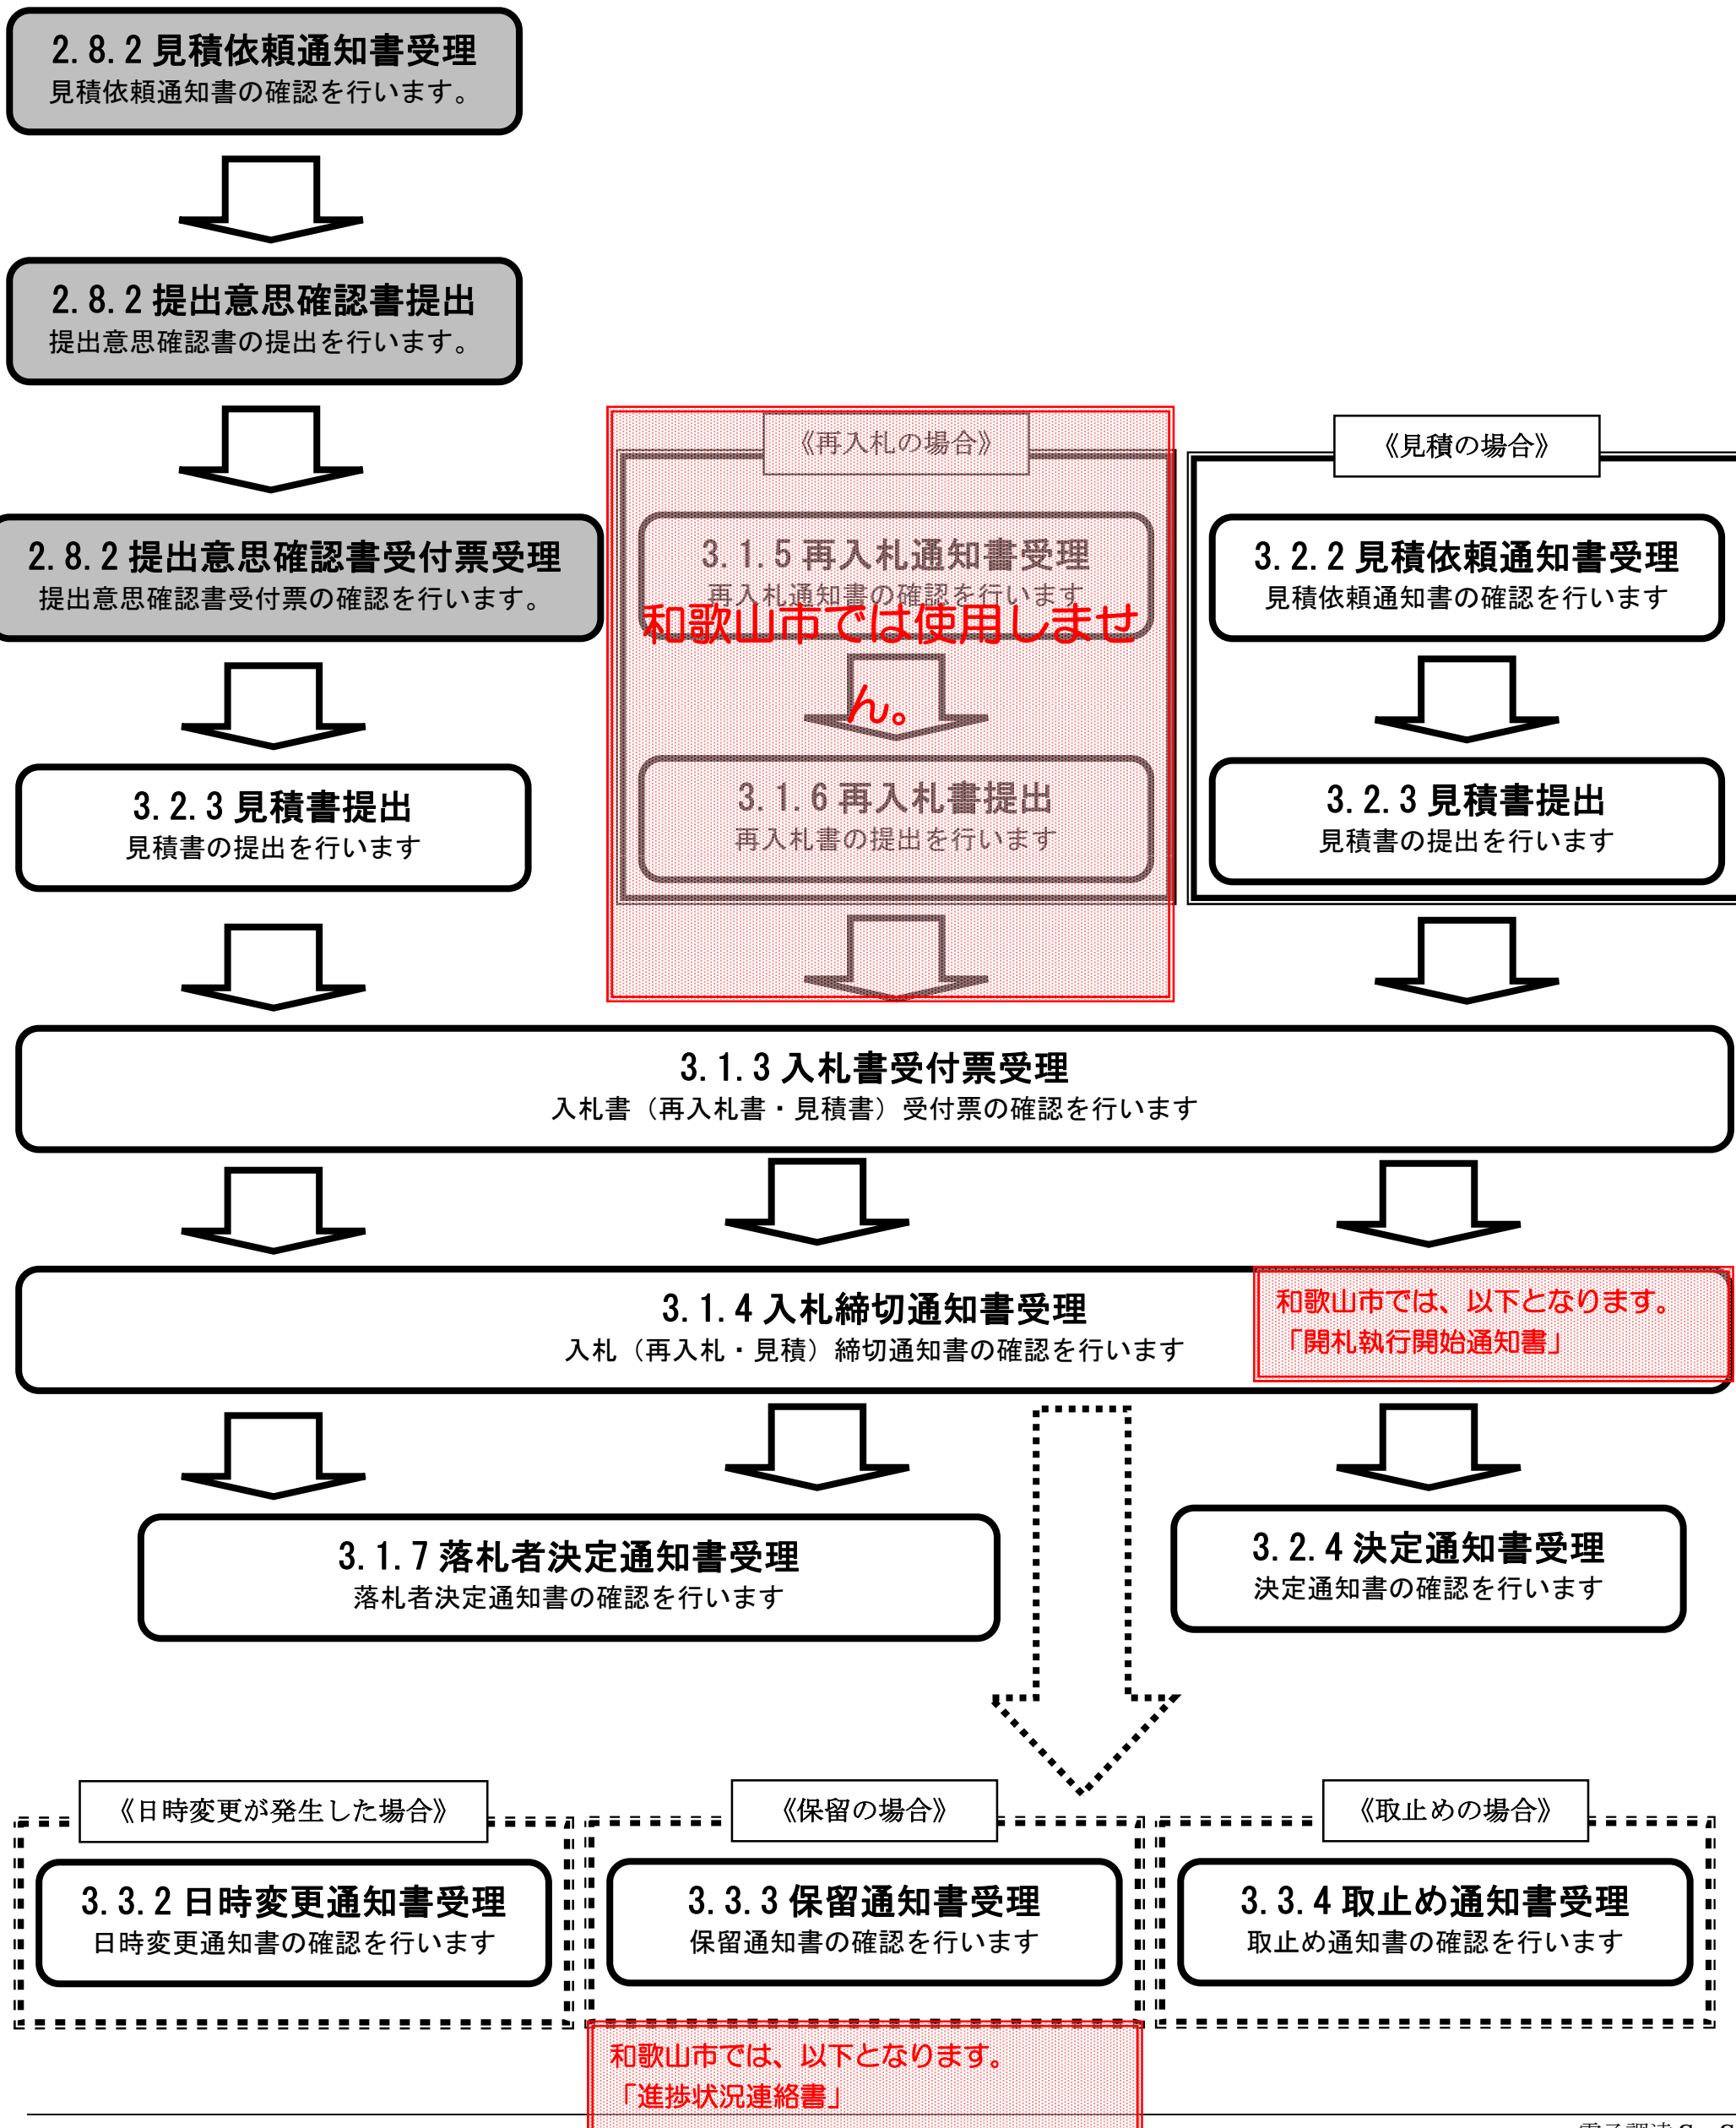 2.8.2 見積依頼通知書受理
見積依頼通知書の確認を行います。
2.8.2 提出意思確認書提出
提出意思確認書の提出を行います。
2.8.2 提出意思確認書受付票受理
提出意思確認書受付票の確認を行います。
3.2.3 見積書提出
見積書の提出を行います
《再入札の場合》
3.1.5 再入札通知書受理
再入札通知書の確認を行います
和歌山市では使用しませ
ん。
3.1.6 再入札書提出
再入札書の提出を行います
《見積の場合》
3.2.2 見積依頼通知書受理
見積依頼通知書の確認を行います
3.2.3 見積書提出
見積書の提出を行います
3.1.3 入札書受付票受理
入札書（再入札書・見積書）受付票の確認を行います
3.1.4 入札締切通知書受理
入札（再入札・見積）締切通知書の確認を行います
和歌山市では、以下となります。
「開札執行開始通知書」
3.1.7 落札者決定通知書受理
落札者決定通知書の確認を行います
3.2.4 決定通知書受理
決定通知書の確認を行います
《日時変更が発生した場合》
3.3.2 日時変更通知書受理
日時変更通知書の確認を行います
《保留の場合》
3.3.3 保留通知書受理
保留通知書の確認を行います
《取止めの場合》
3.3.4 取止め通知書受理
取止め通知書の確認を行います
和歌山市では、以下となります。
「進捗状況連絡書」